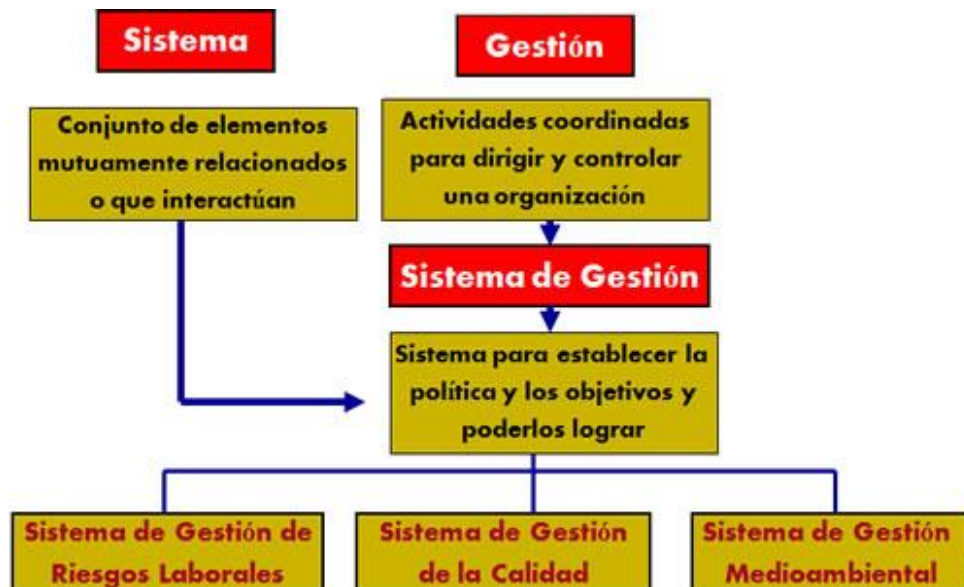 Sistema
Gestión
Conjunto de elementos
mutuamente relacionados
o que interactúan
Actividades coordinadas
para dirigir y controlar
una organización
Sistema de Gestión
Sistema para establecer la
política y los objetivos y
poderlos lograr
Sistema de Gestión de
Riesgos Laborales
Sistema de Gestión
de la Calidad
Sistema de Gestión
Medioambiental